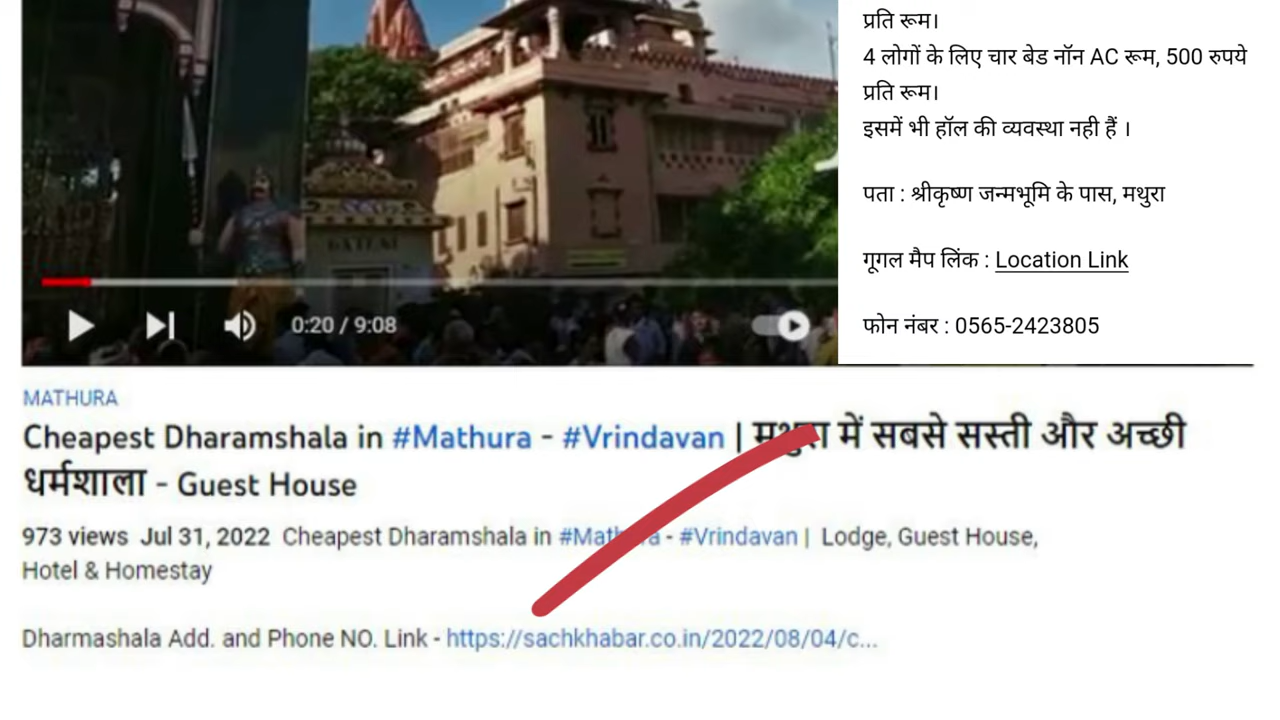 प्रति रूम।
4 लोगों के लिए चार बेड नॉन AC रूम, 500 रुपये
प्रति रूम।
इसमें भी हॉल की व्यवस्था नही हैं ।
पता : श्रीकृष्ण जन्मभूमि के पास, मथुरा
गूगल मैप लिंक : Location Link
फोन नंबर : 0565-2423805
0:20 / 9:08
MATHURA
Cheapest Dharamshala in #Mathura - #Vrindavan | मथुरा में सबसे सस्ती और अच्छी
धर्मशाला - Guest House
973 views Jul 31, 2022 Cheapest Dharamshala in #Mathura - #Vrindavan | Lodge, Guest House,
Hotel & Homestay
Dharmashala Add. and Phone NO. Link - https://sachkhabar.co.in/2022/08/04/c...